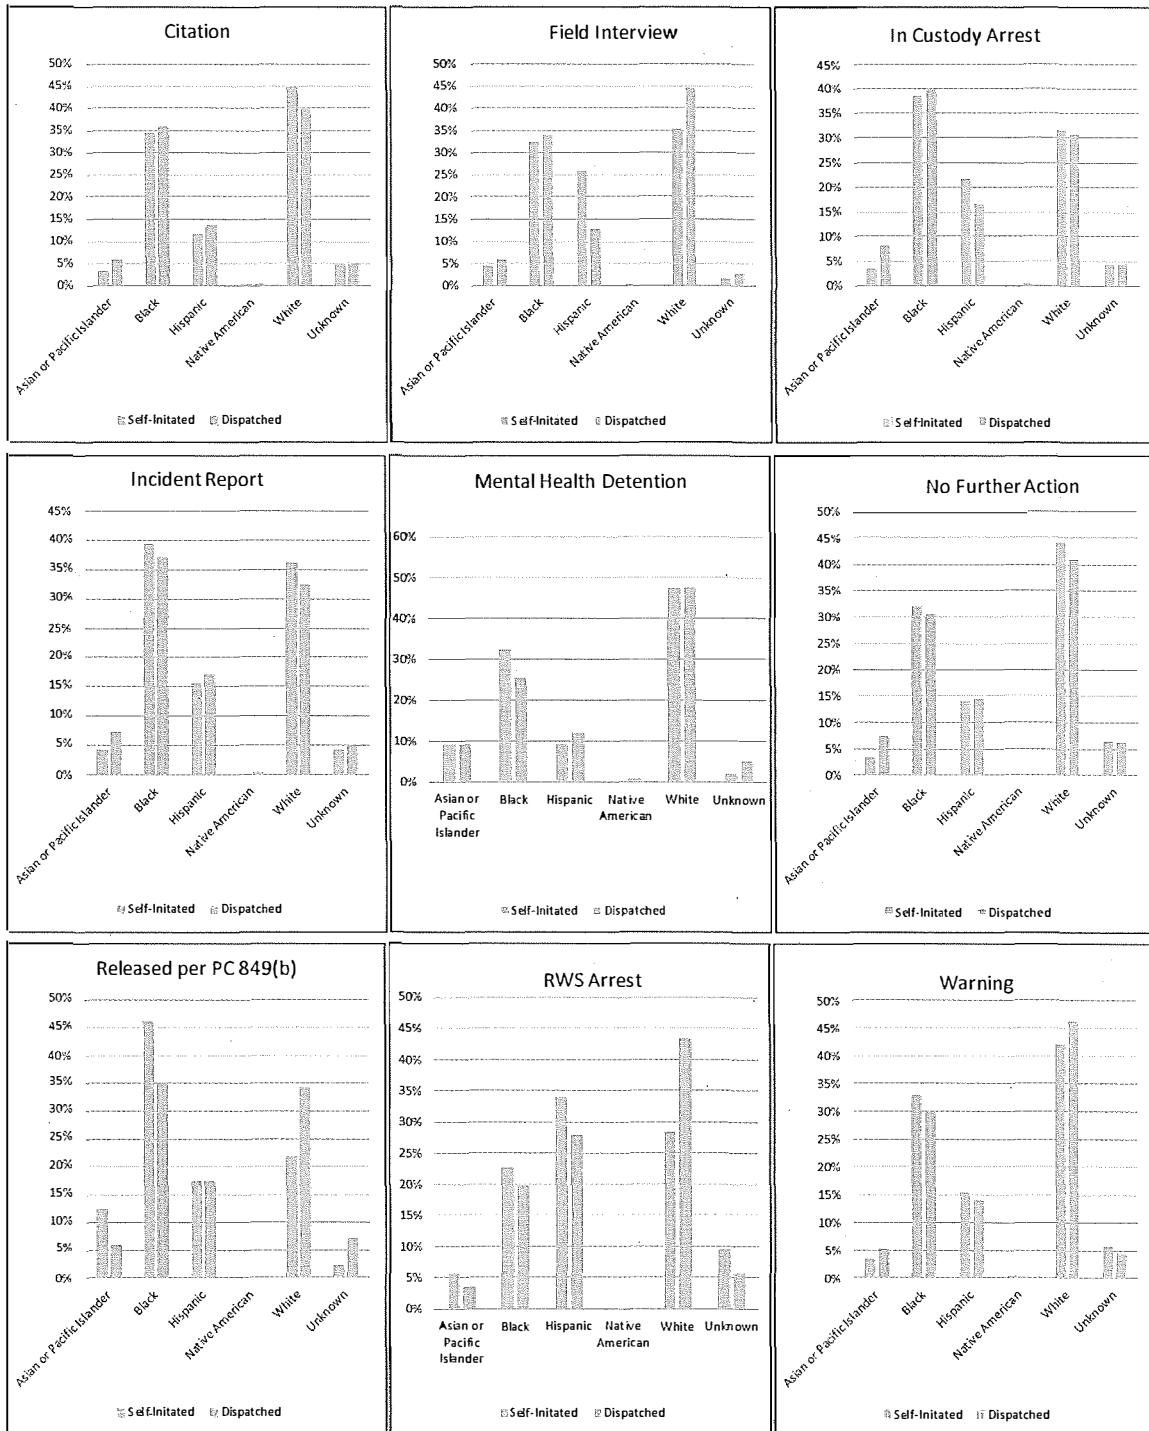 Citation
50%
45%
40%
35%
30%
25%
20%
15%
10%
5%
0%
Asian or Pacific Islander
Black
Hispanic
Native American
White
Unknown
Self-Initated Dispatched
Field Interview
50%
45%
40%
35%
30%
25%
20%
15%
10%
5%
0%
Asian or Pacific Islander
Black
Hispanic
Native American
White
Unknown
Self-Initated Dispatched
In Custody Arrest
45%
40%
35%
30%
25%
20%
15%
10%
5%
0%
Asian or Pacific Islander
Black
Hispanic
Native American
White
Unknown
Self-Initated Dispatched
Incident Report
45%
40%
35%
30%
25%
20%
15%
10%
5%
0%
Asian or Pacific Islander
Black
Hispanic
Native American
White
Unknown
Self-Initated Dispatched
Mental Health Detention
60%
50%
40%
30%
20%
10%
0%
Asian or Black Hispanic Native White Unknown
Pacific American
Islander
Self-Initated Dispatched
No Further Action
50%
45%
40%
35%
30%
25%
20%
15%
10%
5%
0%
Asian or Pacific Islander
Black
Hispanic
Native American
White
Unknown
Self-Initated Dispatched
Released per PC 849(b)
50%
45%
40%
35%
30%
25%
20%
15%
10%
5%
0%
Asian or Pacific Islander
Black
Hispanic
Native American
White
Unknown
Self-Initated Dispatched
RWS Arrest
50%
45%
40%
35%
30%
25%
20%
15%
10%
5%
0%
Asian or Black Hispanic Native White Unknown
Pacific American
Islander
Self-Initated Dispatched
Warning
50%
45%
40%
35%
30%
25%
20%
15%
10%
5%
0%
Asian or Pacific Islander
Black
Hispanic
Native American
White
Unknown
Self-Initated Dispatched